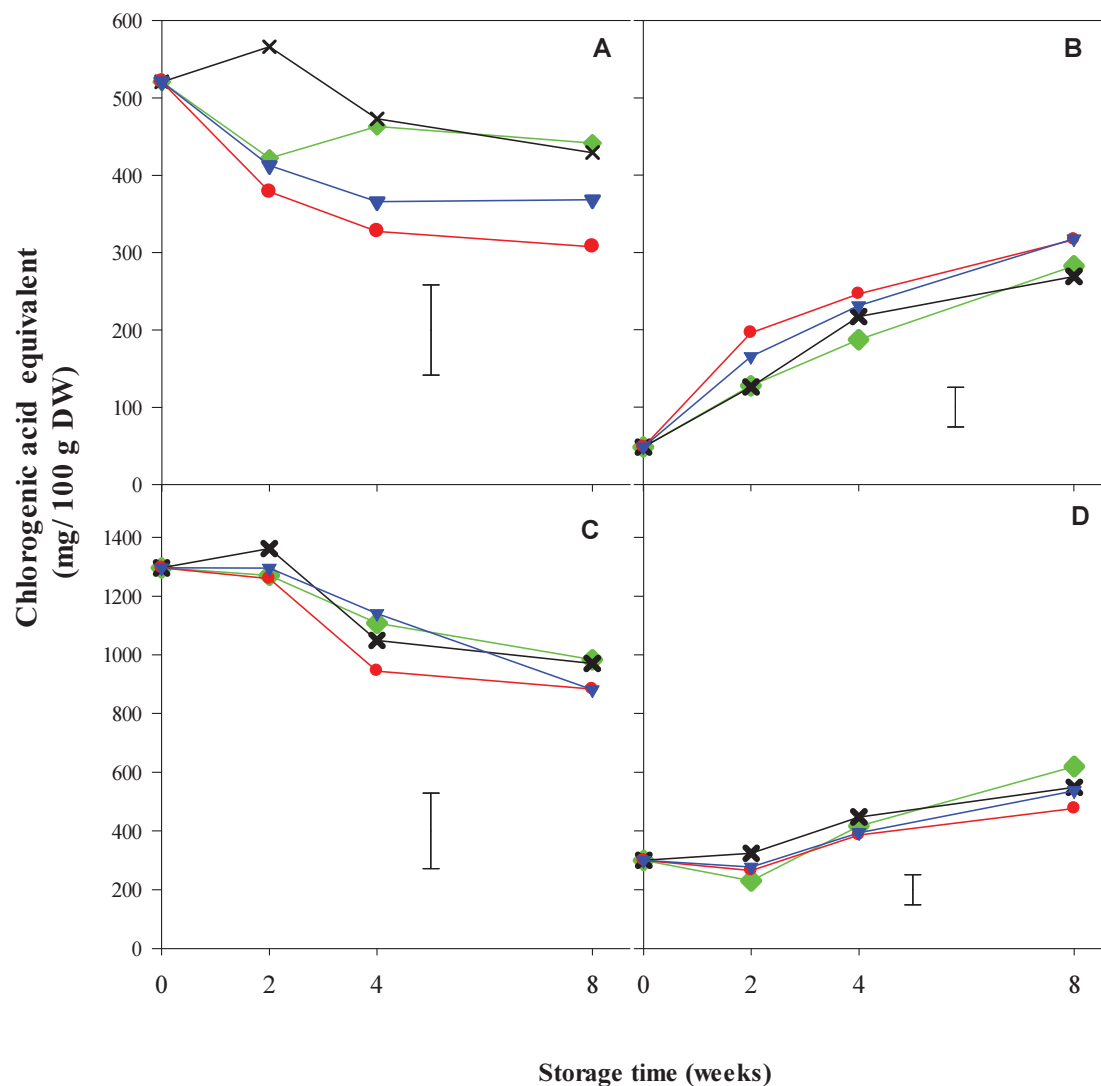 Chlorogenic acid equivalent
(mg/100 g DW)
600
500
400
300
200
100
0
A
B
1400
1200
1000
800
600
400
200
0
C
D
0 2 4 8 0 2 4 8
Storage time (weeks)